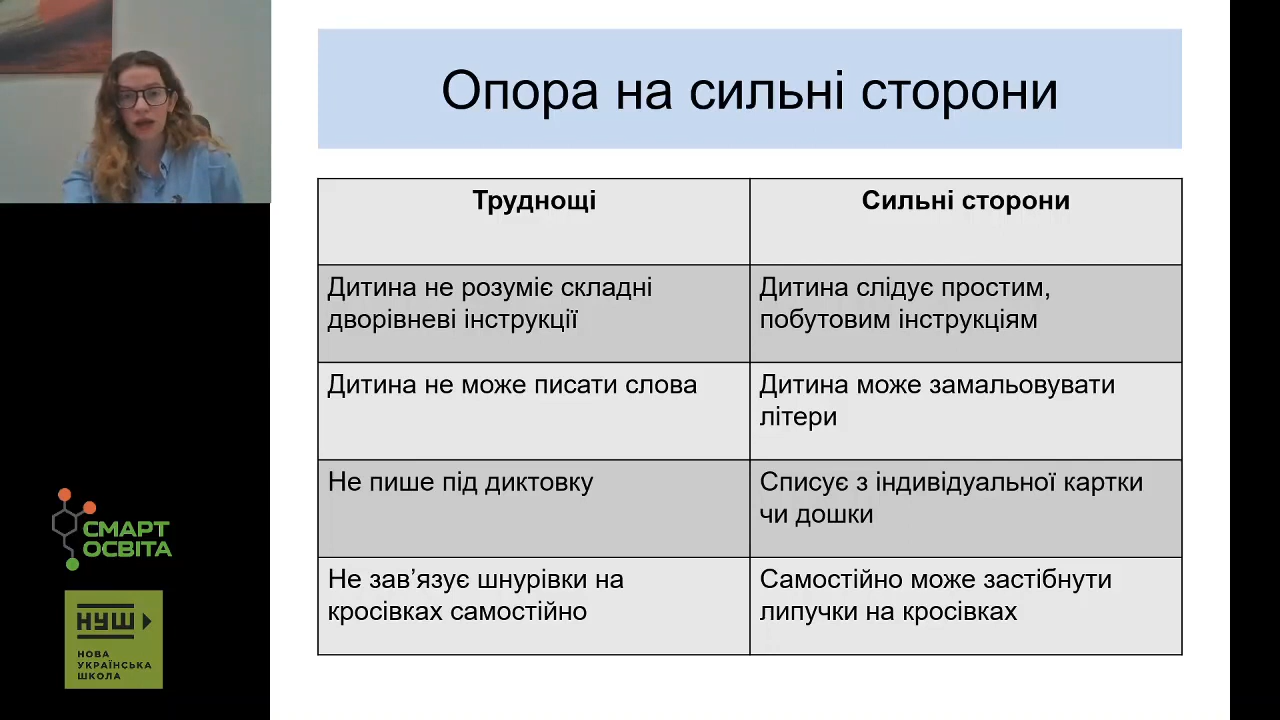 Опора на сильні сторони
Труднощі
Сильні сторони
Дитина не розуміє складні
дворівневі інструкції
Дитина слідує простим,
побутовим інструкціям
Дитина не може писати слова
Дитина може замальовувати
літери
Не пише під диктовку
Списує з індивідуальної картки
чи дошки
Не зав’язує шнурівки на
кросівках самостійно
Самостійно може застібнути
липучки на кросівках
СМАРТ
ОСВІТА
НУШ
НОВА
УКРАЇНСЬКА
ШКОЛА